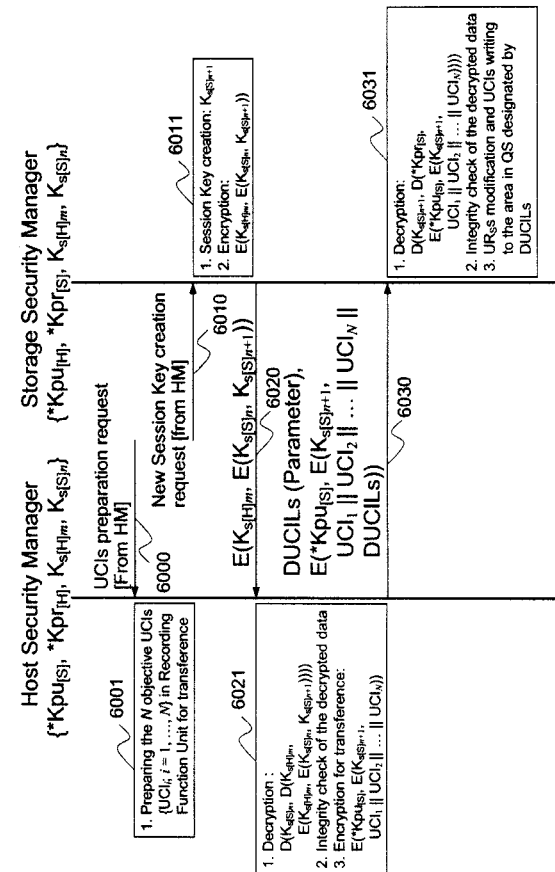 Host Security Manager
{*Kpu[S], *Kpr[H], Ks[H]m, Ks[S]n}
Storage Security Manager
{*Kpu[H], *Kpr[S], Ks[H]m, Ks[S]n}
UCIs preparation request
[From HM]
6000
6001
1. Preparing the N objective UCIs
{UCIi; i = 1, ..., N} in Recording
Function Unit for transference
New Session Key creation
request [from HM]
6010
6011
1. Session Key creation: Ks[S]n+1
2. Encryption:
E(Ks[H]m, E(Ks[S]n, Ks[S]n+1))
E(Ks[H]m, E(Ks[S]n, Ks[S]n+1))
6020
6021
1. Decryption :
D(Ks[S]n, D(Ks[H]m,
E(Ks[H]m, E(Ks[S]n, Ks[S]n+1))))
2. Integrity check of the decrypted data
3. Encryption for transference:
E(*Kpu[S], E(Ks[S]n+1,
UCI1 || UCI2 || ... || UCIN))
DUCILs (Parameter),
E(*Kpu[S], E(Ks[S]n+1,
UCI1 || UCI2 || ... || UCIN ||
DUCILs))
6030
6031
1. Decryption:
D(Ks[S]n+1, D(*Kpr[S],
E(*Kpu[S], E(Ks[S]n+1,
UCI1 || UCI2 || ... || UCIN))))
2. Integrity check of the decrypted data
3. URSs modification and UCIs writing
to the area in QS designated by
DUCILs